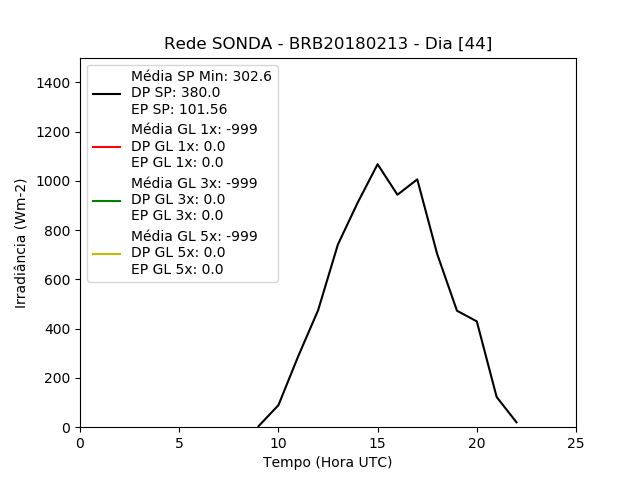 Rede SONDA - BRB20180213 - Dia [44]
Média SP Min: 302.6
DP SP: 380.0
EP SP: 101.56
Média GL 1x: -999
DP GL 1x: 0.0
EP GL 1x: 0.0
Média GL 3x: -999
DP GL 3x: 0.0
EP GL 3x: 0.0
Média GL 5x: -999
DP GL 5x: 0.0
EP GL 5x: 0.0
Irradiância (Wm-2)
1400
1200
1000
800
600
400
200
0
0 5 10 15 20 25
Tempo (Hora UTC)